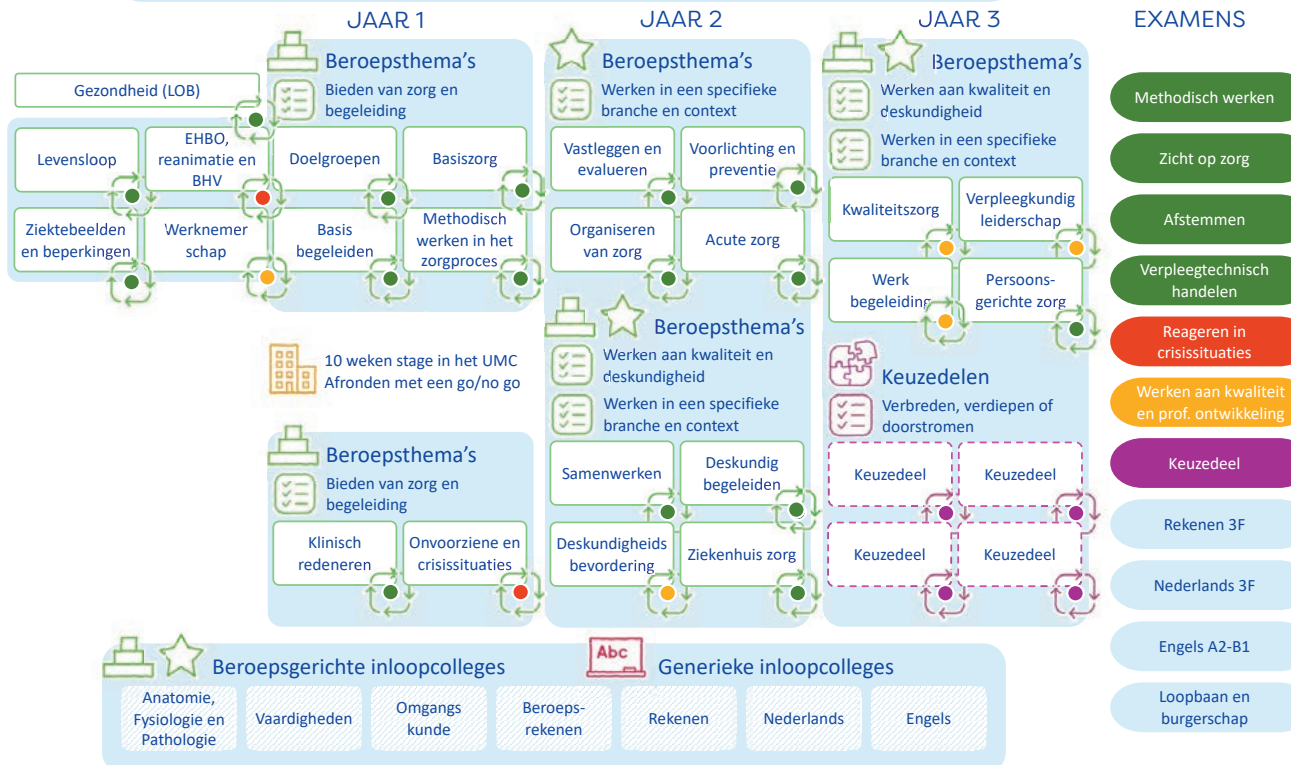 JAAR 1
JAAR 2
JAAR 3
EXAMENS
Gezondheid (LOB)
Levensloop
EHBO,
reanimatie en
BHV
Ziektebeelden
en beperkingen
Werknemer
schap
Beroepsthema's
Bieden van zorg en
begeleiding
Doelgroepen
Basiszorg
Basis
begeleiden
Methodisch
werken in het
zorgproces
10 weken stage in het UMC
Afronden met een go/no go
Beroepsthema's
Bieden van zorg en
begeleiding
Klinisch
redeneren
Onvoorziene en
crisissituaties
Beroepsthema's
Werken in een specifieke
branche en context
Vastleggen en
evalueren
Voorlichting en
preventie
Organiseren
van zorg
Acute zorg
Beroepsthema's
Werken aan kwaliteit en
deskundigheid
Werken in een specifieke
branche en context
Samenwerken
Deskundig
begeleiden
Deskundigheids
bevordering
Ziekenhuis zorg
Beroepsthema's
Werken aan kwaliteit en
deskundigheid
Werken in een specifieke
branche en context
Kwaliteitszorg
Verpleegkundig
leiderschap
Werk
begeleiding
Persoons-
gerichte zorg
Keuzedelen
Verbreden, verdiepen of
doorstromen
Keuzedeel
Keuzedeel
Keuzedeel
Keuzedeel
Methodisch werken
Zicht op zorg
Afstemmen
Verpleegtechnisch
handelen
Reageren in
crisissituaties
Werken aan kwaliteit
en prof. ontwikkeling
Keuzedeel
Rekenen 3F
Nederlands 3F
Engels A2-B1
Loopbaan en
burgerschap
Beroepsgerichte inloopcolleges
Abc
Generieke inloopcolleges
Anatomie,
Fysiologie en
Pathologie
Vaardigheden
Omgangs
kunde
Beroeps-
rekenen
Rekenen
Nederlands
Engels